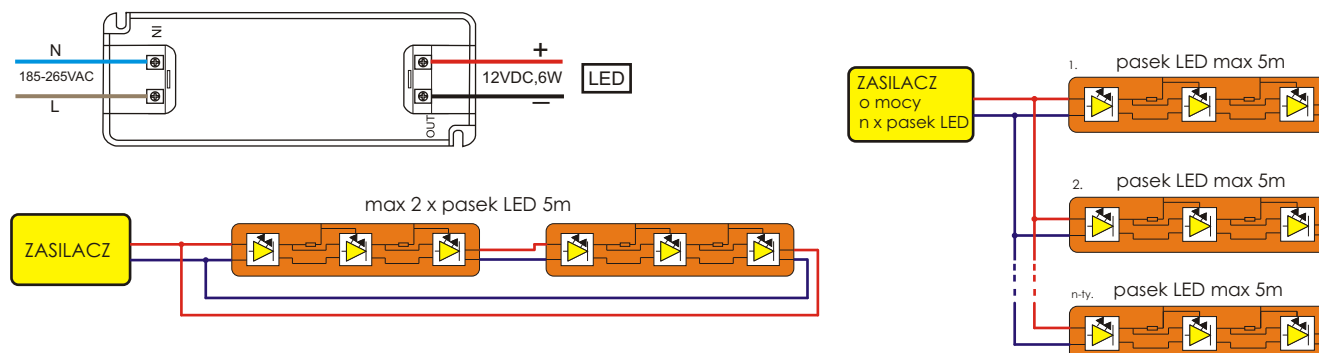 N
185-265VAC
L
IN
OUT
+
12VDC,6W
—
LED
max 2 x pasek LED 5m
ZASILACZ
ZASILACZ
o mocy
n x pasek LED
1. pasek LED max 5m
2. pasek LED max 5m
n-ty. pasek LED max 5m